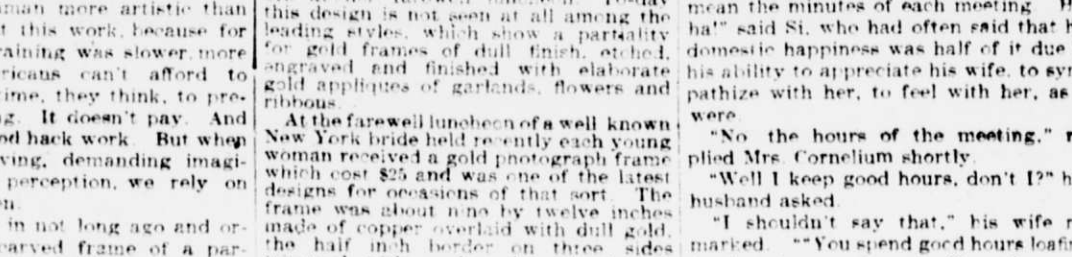 man more artistic than
t this work, because for
raining was slower, more
ricans can't afford to
ime, they think, to pre-
g. It doesn't pay. And
od hack work. But when
ving, demanding imagi-
perception, we rely on
n.
in not long ago and or-
carved frame of a par-
this design is not seen at all among the
leading styles, which show a partiality
for gold frames of dull finish, etched,
engraved and finished with elaborate
gold appliques of garlands, flowers and
ribbons.
At the farewell luncheon of a well known
New York bride held recently each young
woman received a gold photograph frame
which cost $25 and was one of the latest
designs for occasions of that sort. The
frame was about nine by twelve inches
made of copper overlaid with dull gold,
the half inch border on three sides
mean the minutes of each meeting
ha!" said Si, who had often said that h
domestic happiness was half of it due
his ability to appreciate his wife, to sym
pathize with her, to feel with her, as
were.
"No the hours of the meeting," r
plied Mrs. Cornelium shortly.
"Well I keep good hours, don't I?" h
husband asked.
"I shouldn't say that," his wife r
marked. ""You spend good hours loafin